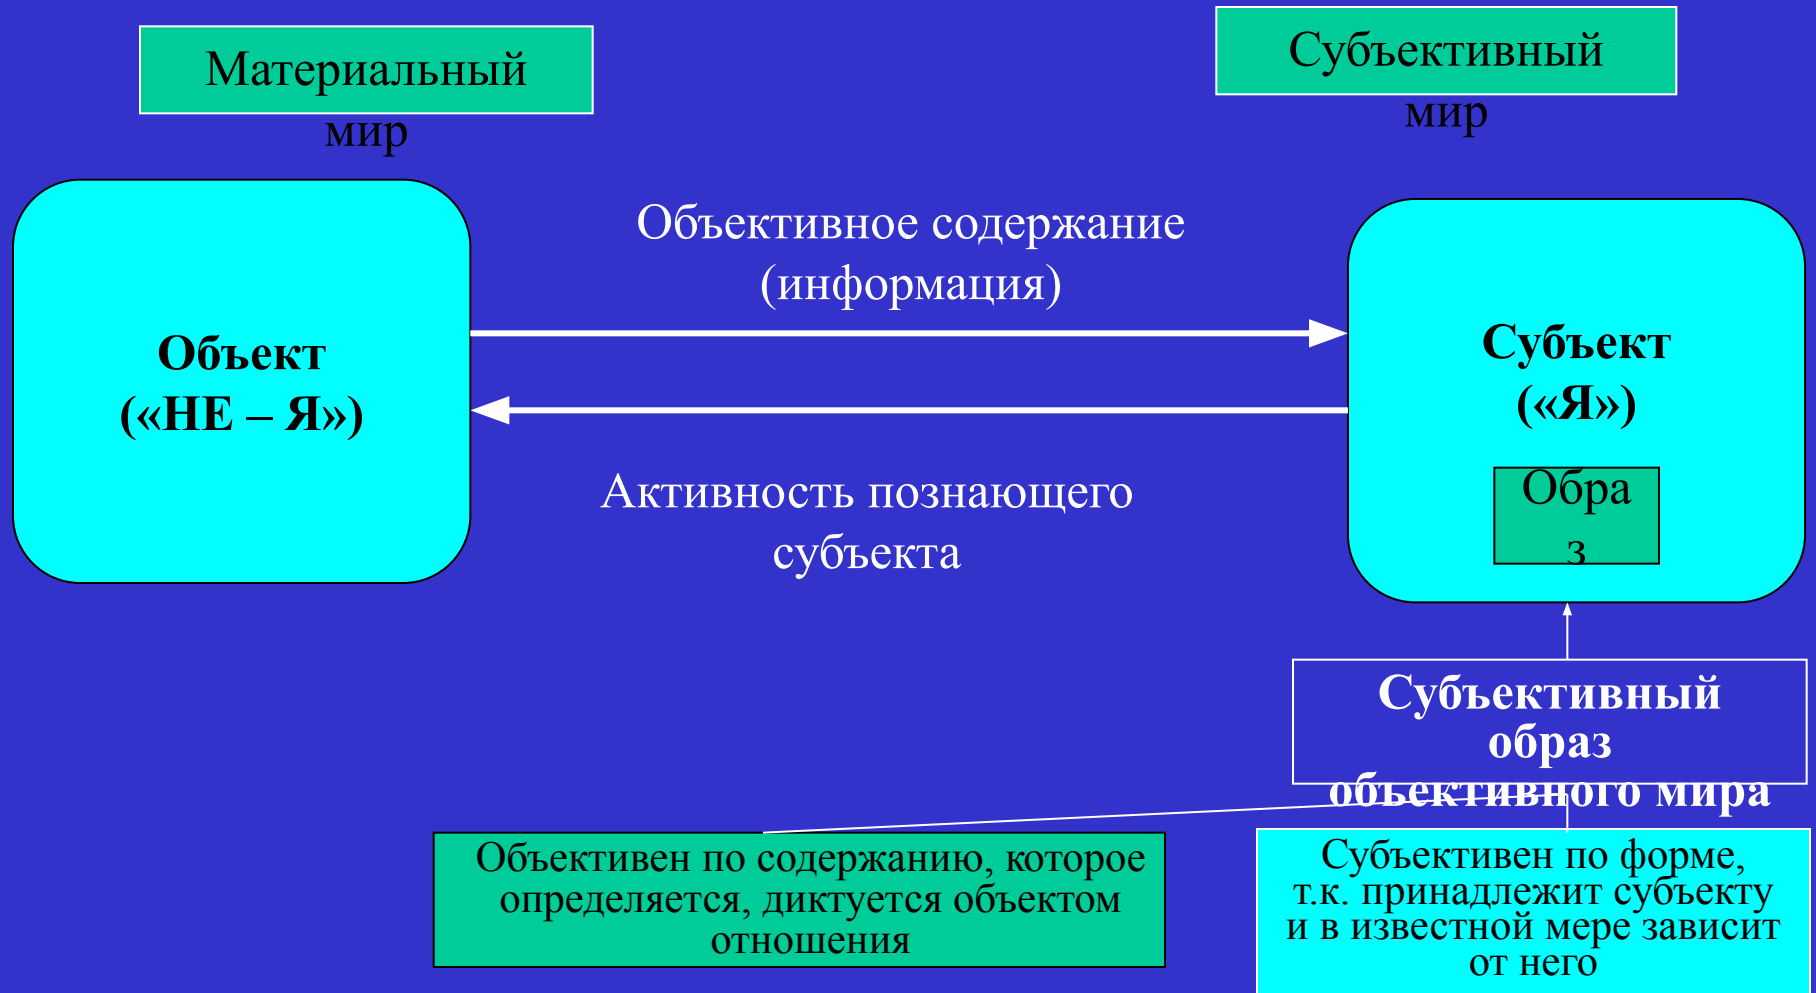 Материальный
мир
Субъективный
мир
Объективное содержание
(информация)
Объект
(«НЕ – Я»)
Субъект
(«Я»)
Обра
з
Активность познающего
субъекта
Субъективный
образ
объективного мира
Объективен по содержанию, которое
определяется, диктуется объектом
отношения
Субъективен по форме,
т.к. принадлежит субъекту
и в известной мере зависит
от него